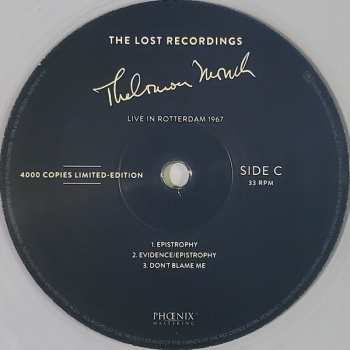 THE LOST RECORDINGS
Thelonious Monk
LIVE IN ROTTERDAM 1967
4000 COPIES LIMITED-EDITION
SIDE C
33 RPM
1. EPISTROPHY
2. EVIDENCE/EPISTROPHY
3. DON'T BLAME ME
PHŒNIX
MASTERING